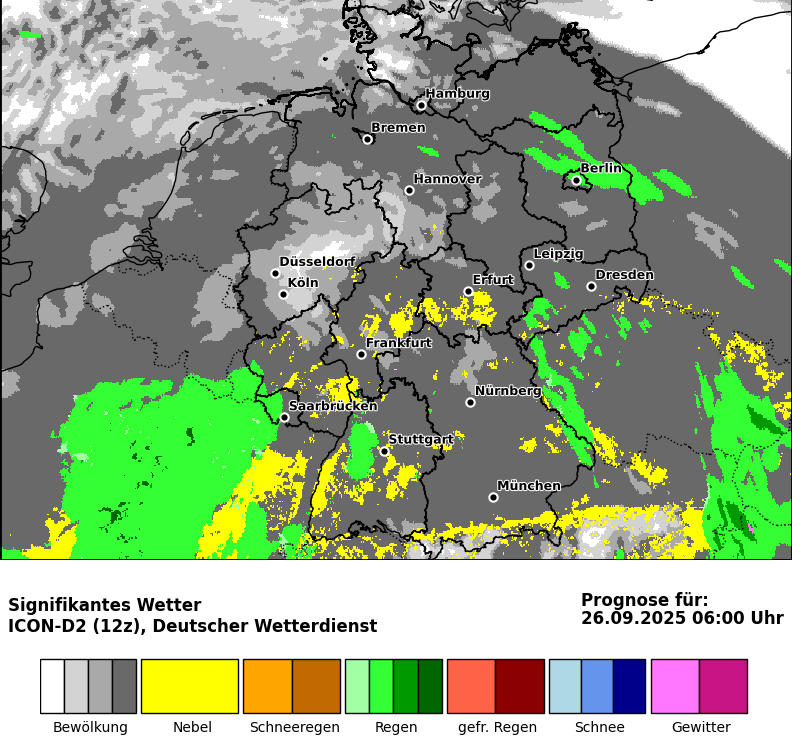 Hamburg
Bremen
Hannover
Berlin
Düsseldorf
Köln
Leipzig
Erfurt
Dresden
Frankfurt
Nürnberg
Saarbrücken
Stuttgart
München
Signifikantes Wetter
ICON-D2 (12z), Deutscher Wetterdienst
Prognose für:
26.09.2025 06:00 Uhr
Bewölkung Nebel Schneeregen Regen gefr. Regen Schnee Gewitter